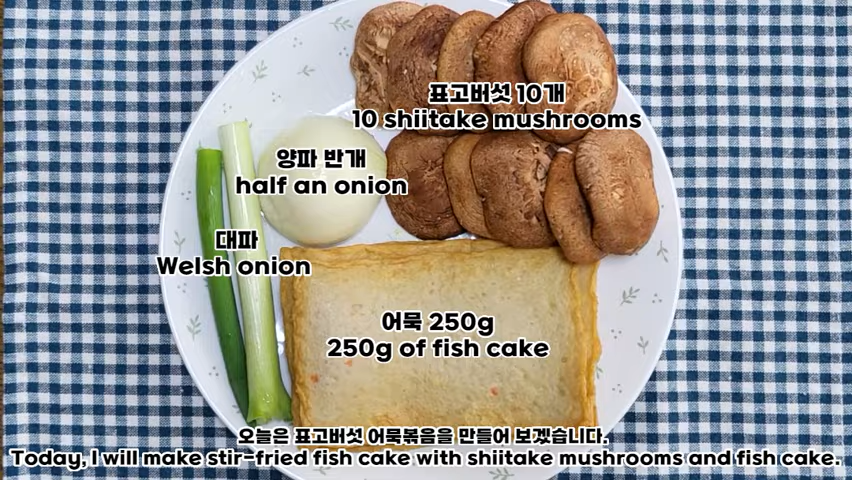 표고버섯 10개
10 shiitake mushrooms
양파 반개
half an onion
대파
Welsh onion
어묵 250g
250g of fish cake
오늘은 표고버섯 어묵볶음을 만들어 보겠습니다.
Today, I will make stir-fried fish cake with shiitake mushrooms and fish cake.